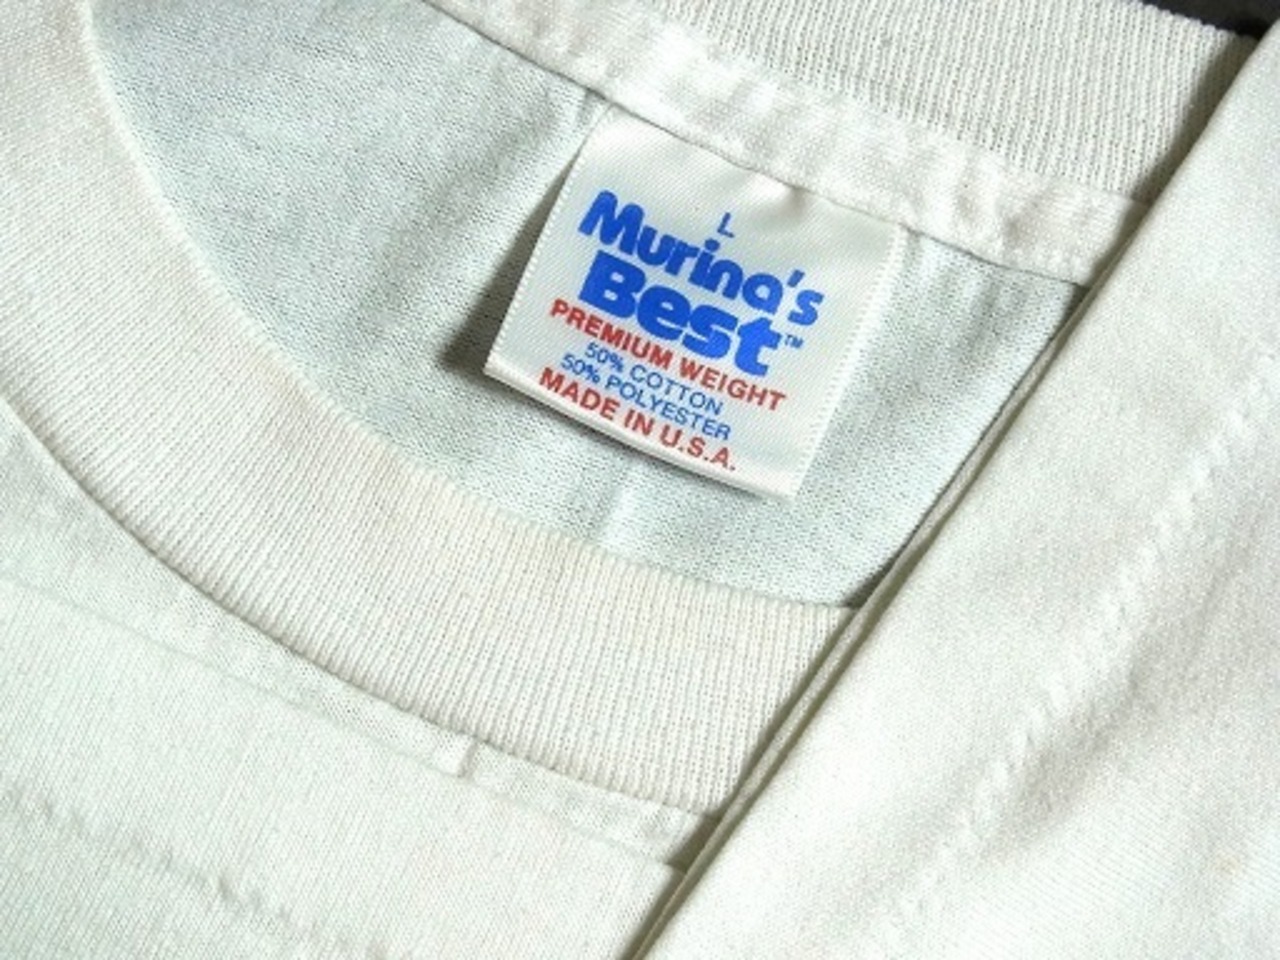 L
Murina's
Best™
PREMIUM WEIGHT
50% COTTON
50% POLYESTER
MADE IN U.S.A.